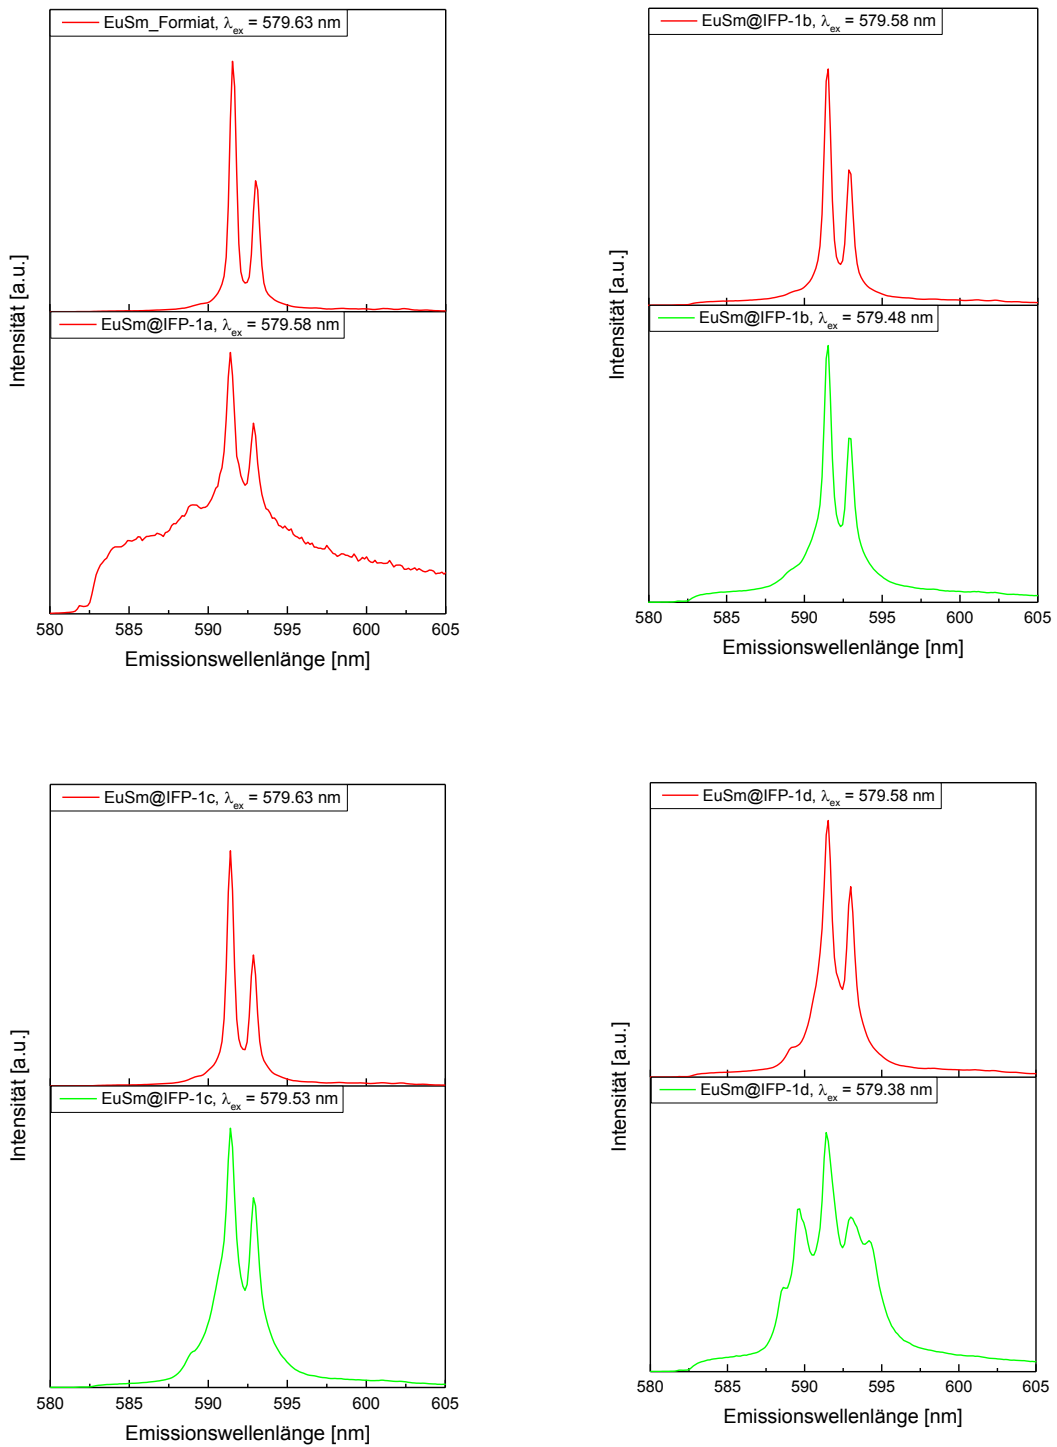 EuSm_Formiat, λex = 579.63 nm
EuSm@IFP-1a, λex = 579.58 nm
Intensität [a.u.]
580 585 590 595 600 605
Emissionswellenlänge [nm]
EuSm@IFP-1b, λex = 579.58 nm
EuSm@IFP-1b, λex = 579.48 nm
Intensität [a.u.]
580 585 590 595 600 605
Emissionswellenlänge [nm]
EuSm@IFP-1c, λex = 579.63 nm
EuSm@IFP-1c, λex = 579.53 nm
Intensität [a.u.]
580 585 590 595 600 605
Emissionswellenlänge [nm]
EuSm@IFP-1d, λex = 579.58 nm
EuSm@IFP-1d, λex = 579.38 nm
Intensität [a.u.]
580 585 590 595 600 605
Emissionswellenlänge [nm]